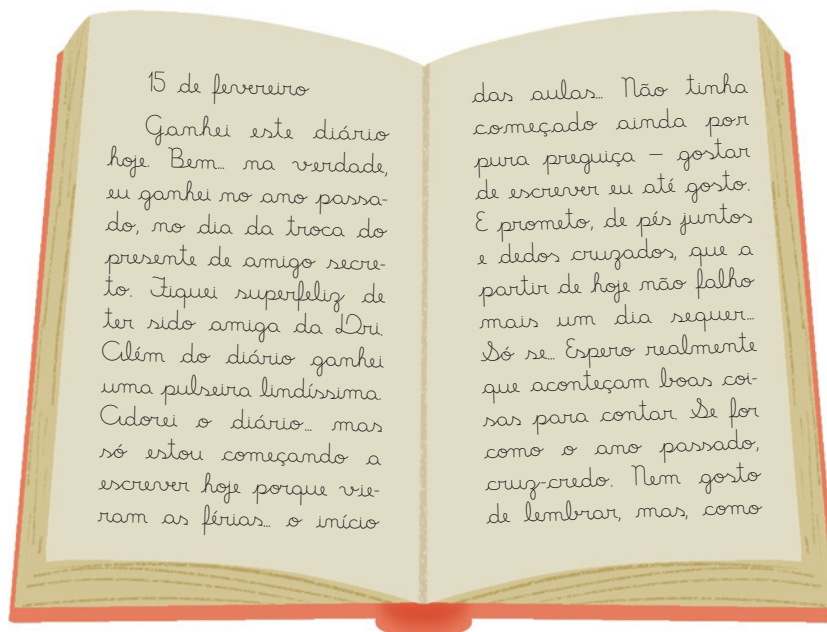 15 de fevereiro
Ganhei este diário
hoje. Bem... na verdade,
eu ganhei no ano passa-
do, no dia da troca do
presente de amigo secre-
to. Fiquei superfeliz de
ter sido amiga da Dri.
Além do diário ganhei
uma pulseira lindíssima.
Adorei o diário... mas
só estou começando a
escrever hoje porque vie-
ram as férias... o início
das aulas... Não tinha
começado ainda por
pura preguiça – gostar
de escrever eu até gosto.
E prometo, de pés juntos
e dedos cruzados, que a
partir de hoje não falho
mais um dia sequer...
Só se... Espero realmente
que aconteçam boas coi-
sas para contar. Se for
como o ano passado,
cruz-credo. Nem gosto
de lembrar, mas, como